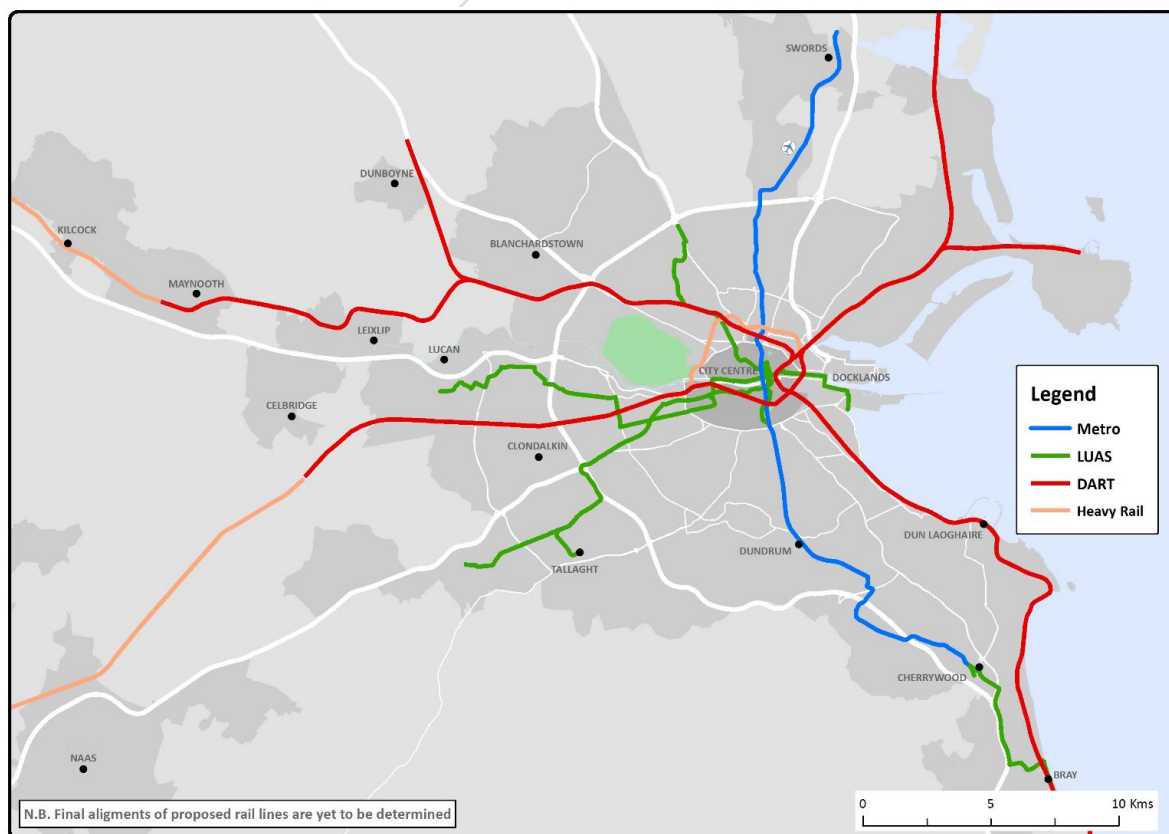 SWORDS
DUNBOYNE
KILCOCK
BLANCHARDSTOWN
MAYNOOTH
LEIXLIP
LUCAN
CITY CENTRE
DOCKLANDS
CELBRIDGE
CLONDALKIN
Legend
Metro
LUAS
DART
Heavy Rail
DUN LAOGHAIRE
DUNDRUM
TALLAGHT
CHERRYWOOD
NAAS
BRAY
N.B. Final aligments of proposed rail lines are yet to be determined
0 5 10 Kms